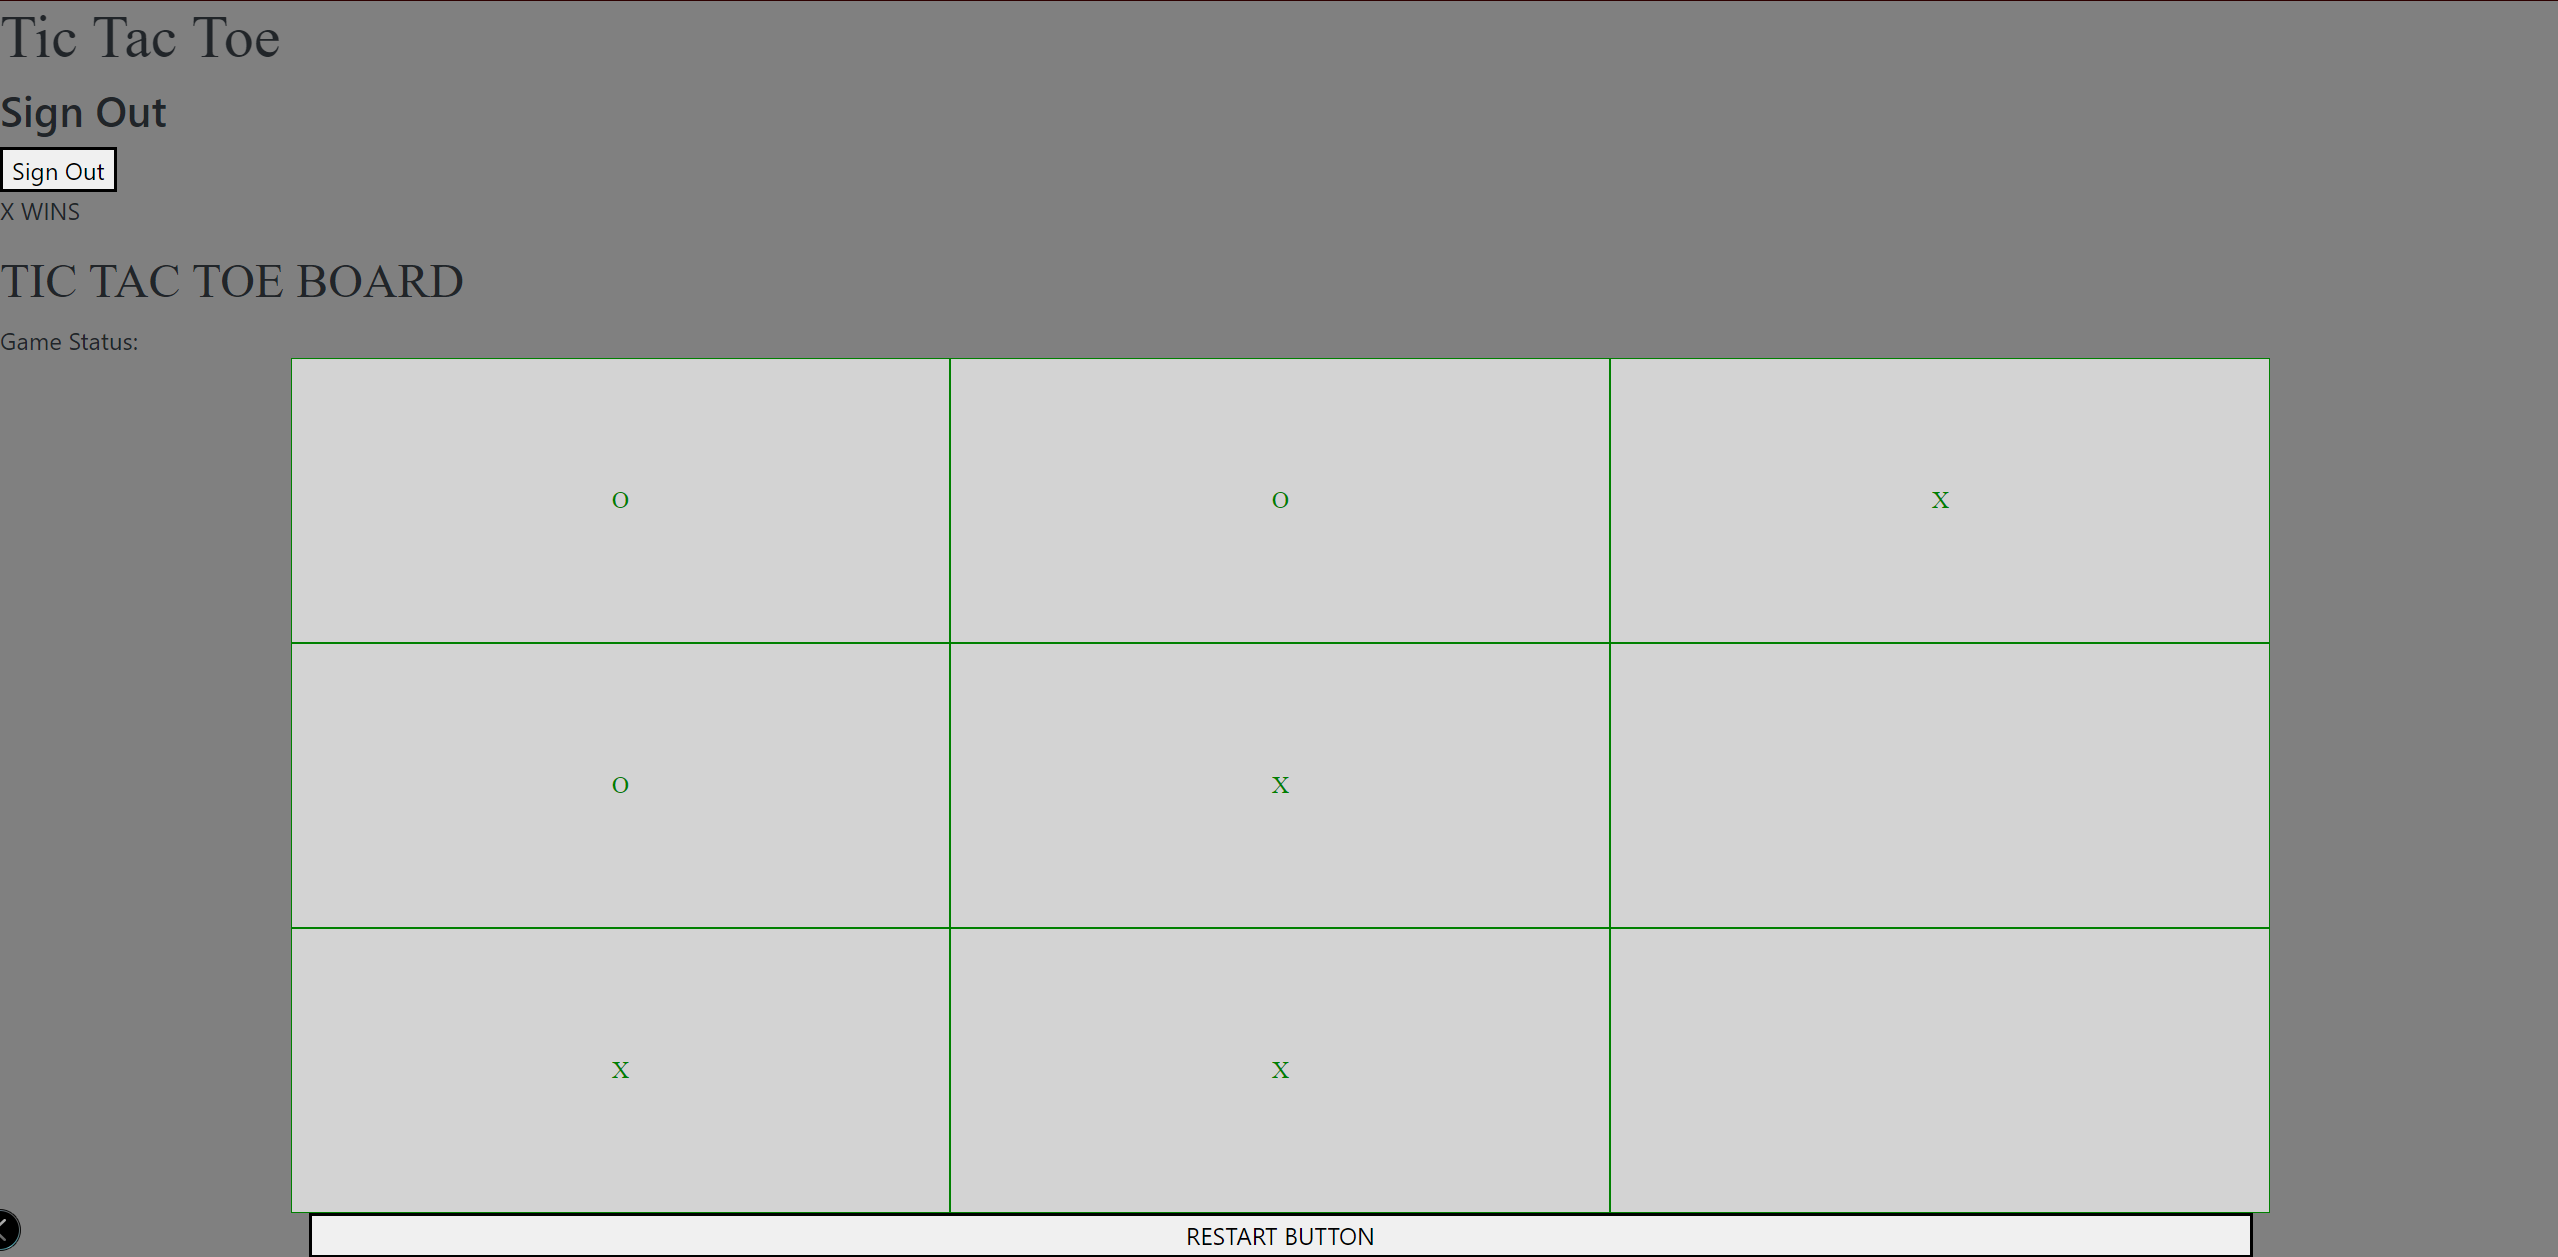 Tic Tac Toe
Sign Out
Sign Out
X WINS
TIC TAC TOE BOARD
Game Status:
O O X
O X
X X
RESTART BUTTON